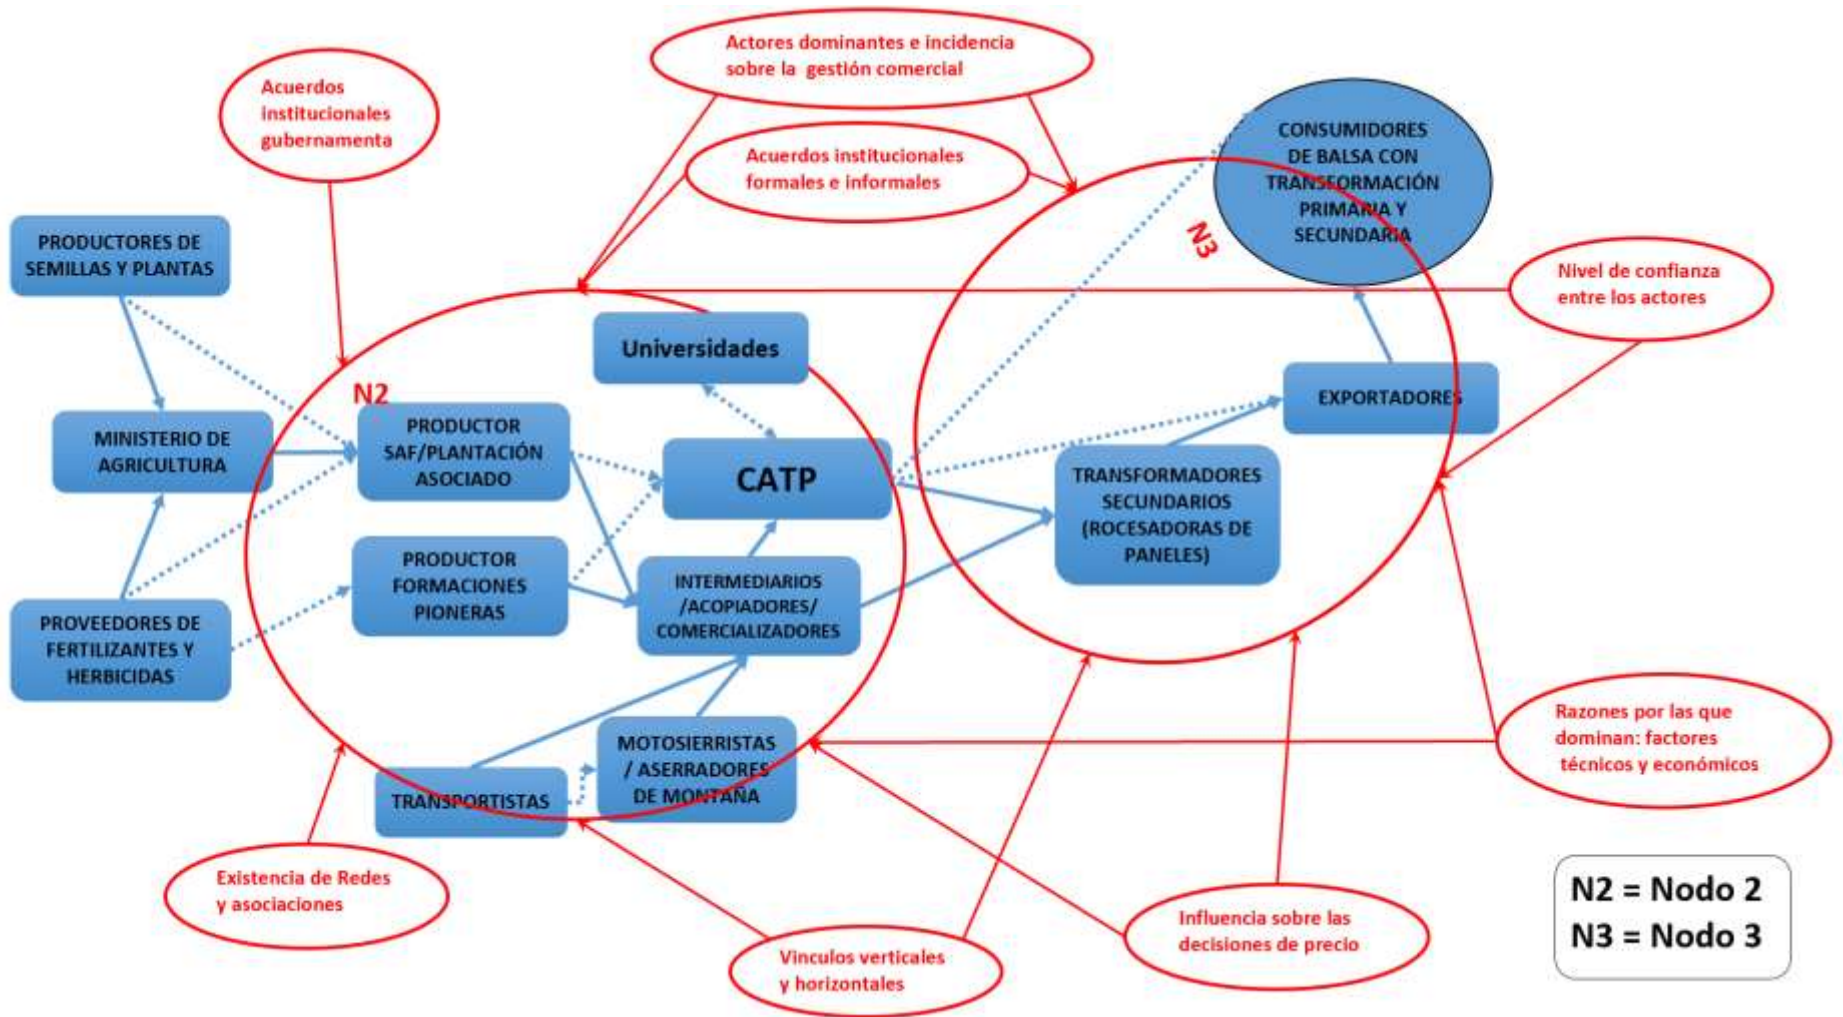 Actores dominantes e incidencia
sobre la gestión comercial
Acuerdos
institucionales
gubernamenta
Acuerdos institucionales
formales e informales
CONSUMIDORES
DE BALSA CON
TRANSFORMACIÓN
PRIMARIA Y
SECUNDARIA
N3
PRODUCTORES DE
SEMILLAS Y PLANTAS
Nivel de confianza
entre los actores
Universidades
N2
MINISTERIO DE
AGRICULTURA
PRODUCTOR
SAF/PLANTACIÓN
ASOCIADO
CATP
EXPORTADORES
TRANSFORMADORES
SECUNDARIOS
(ROCESADORAS DE
PANELES)
PRODUCTOR
FORMACIONES
PIONERAS
INTERMEDIARIOS
/ACOPIADORES/
COMERCIALIZADORES
PROVEEDORES DE
FERTILIZANTES Y
HERBICIDAS
MOTOSIERRISTAS
/ ASERRADORES
DE MONTAÑA
TRANSPORTISTAS
Razones por las que
dominan: factores
técnicos y económicos
Existencia de Redes
y asociaciones
Vinculos verticales
y horizontales
Influencia sobre las
decisiones de precio
N2 = Nodo 2
N3 = Nodo 3